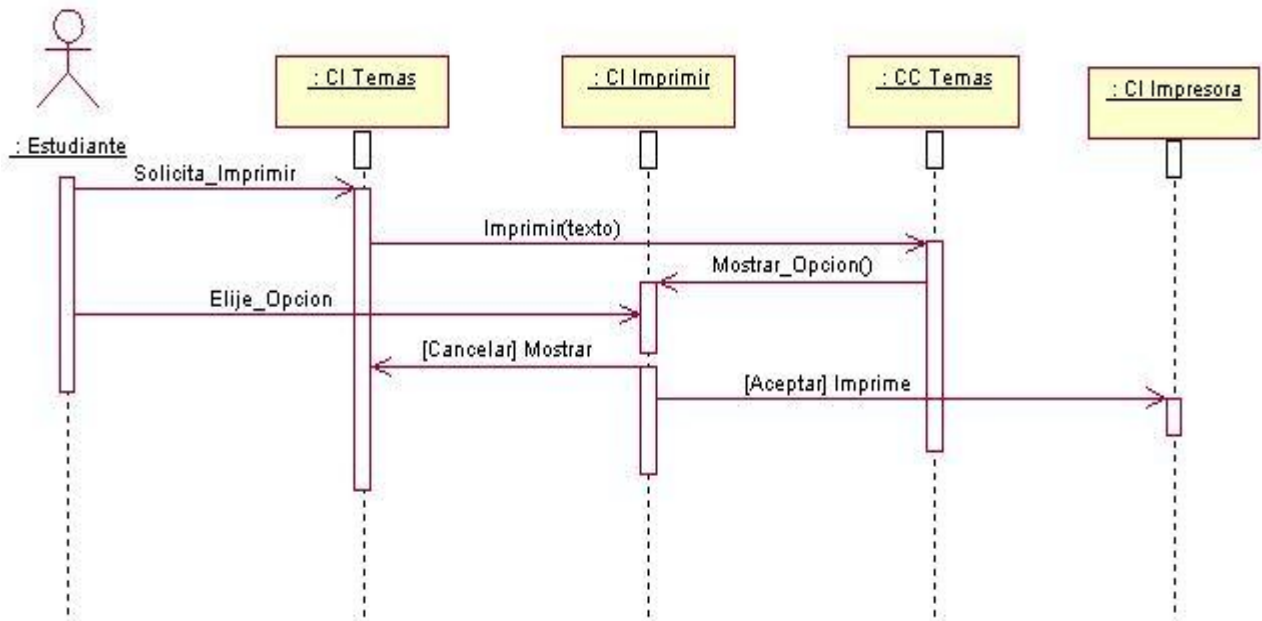 : CI Temas
: CI Imprimir
: CC Temas
: CI Impresora
: Estudiante
Solicita_Imprimir
Imprimir(texto)
Mostrar_Opcion()
Elije_Opcion
[Cancelar] Mostrar
[Aceptar] Imprime